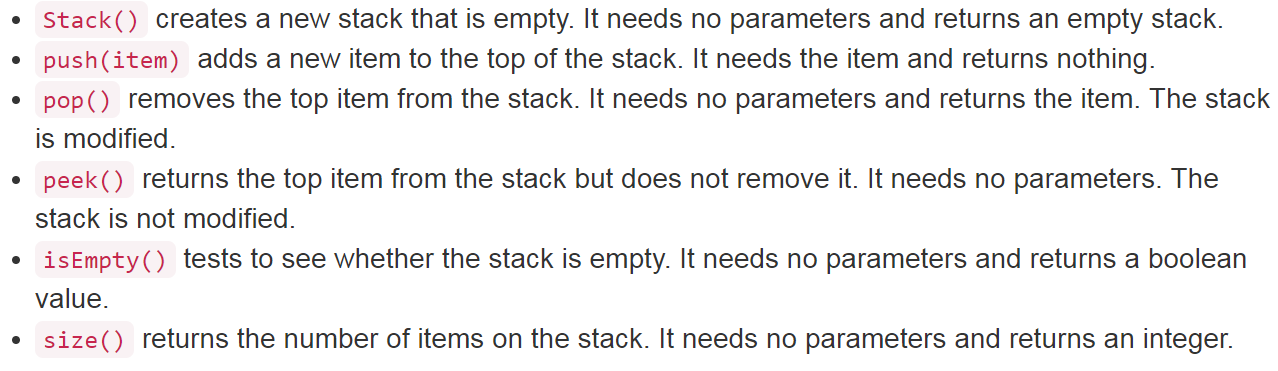 Stack() creates a new stack that is empty. It needs no parameters and returns an empty stack.
push(item) adds a new item to the top of the stack. It needs the item and returns nothing.
pop() removes the top item from the stack. It needs no parameters and returns the item. The stack
is modified.
peek() returns the top item from the stack but does not remove it. It needs no parameters. The
stack is not modified.
isEmpty() tests to see whether the stack is empty. It needs no parameters and returns a boolean
value.
size() returns the number of items on the stack. It needs no parameters and returns an integer.